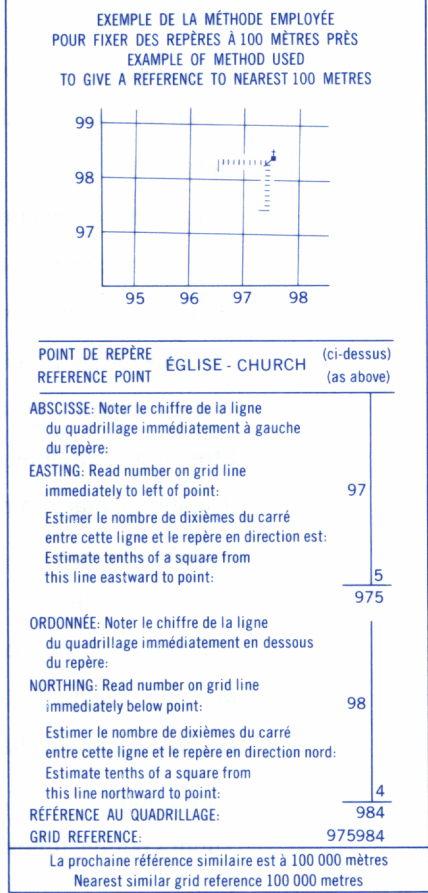 EXEMPLE DE LA MÉTHODE EMPLOYÉE
POUR FIXER DES REPÈRES À 100 MÈTRES PRÈS
EXAMPLE OF METHOD USED
TO GIVE A REFERENCE TO NEAREST 100 METRES
99
98
97
95 96 97 98
POINT DE REPÈRE
REFERENCE POINT
ÉGLISE - CHURCH
(ci-dessus)
(as above)
ABSCISSE: Noter le chiffre de la ligne
du quadrillage immédiatement à gauche
du repère:
EASTING: Read number on grid line
immediately to left of point: 97
Estimer le nombre de dixièmes du carré
entre cette ligne et le repère en direction est:
Estimate tenths of a square from
this line eastward to point: 5
975
ORDONNÉE: Noter le chiffre de la ligne
du quadrillage immédiatement en dessous
du repère:
NORTHING: Read number on grid line
immediately below point: 98
Estimer le nombre de dixièmes du carré
entre cette ligne et le repère en direction nord:
Estimate tenths of a square from
this line northward to point: 4
RÉFÉRENCE AU QUADRILLAGE: 984
GRID REFERENCE: 975984
La prochaine référence similaire est à 100 000 mètres
Nearest similar grid reference 100 000 metres